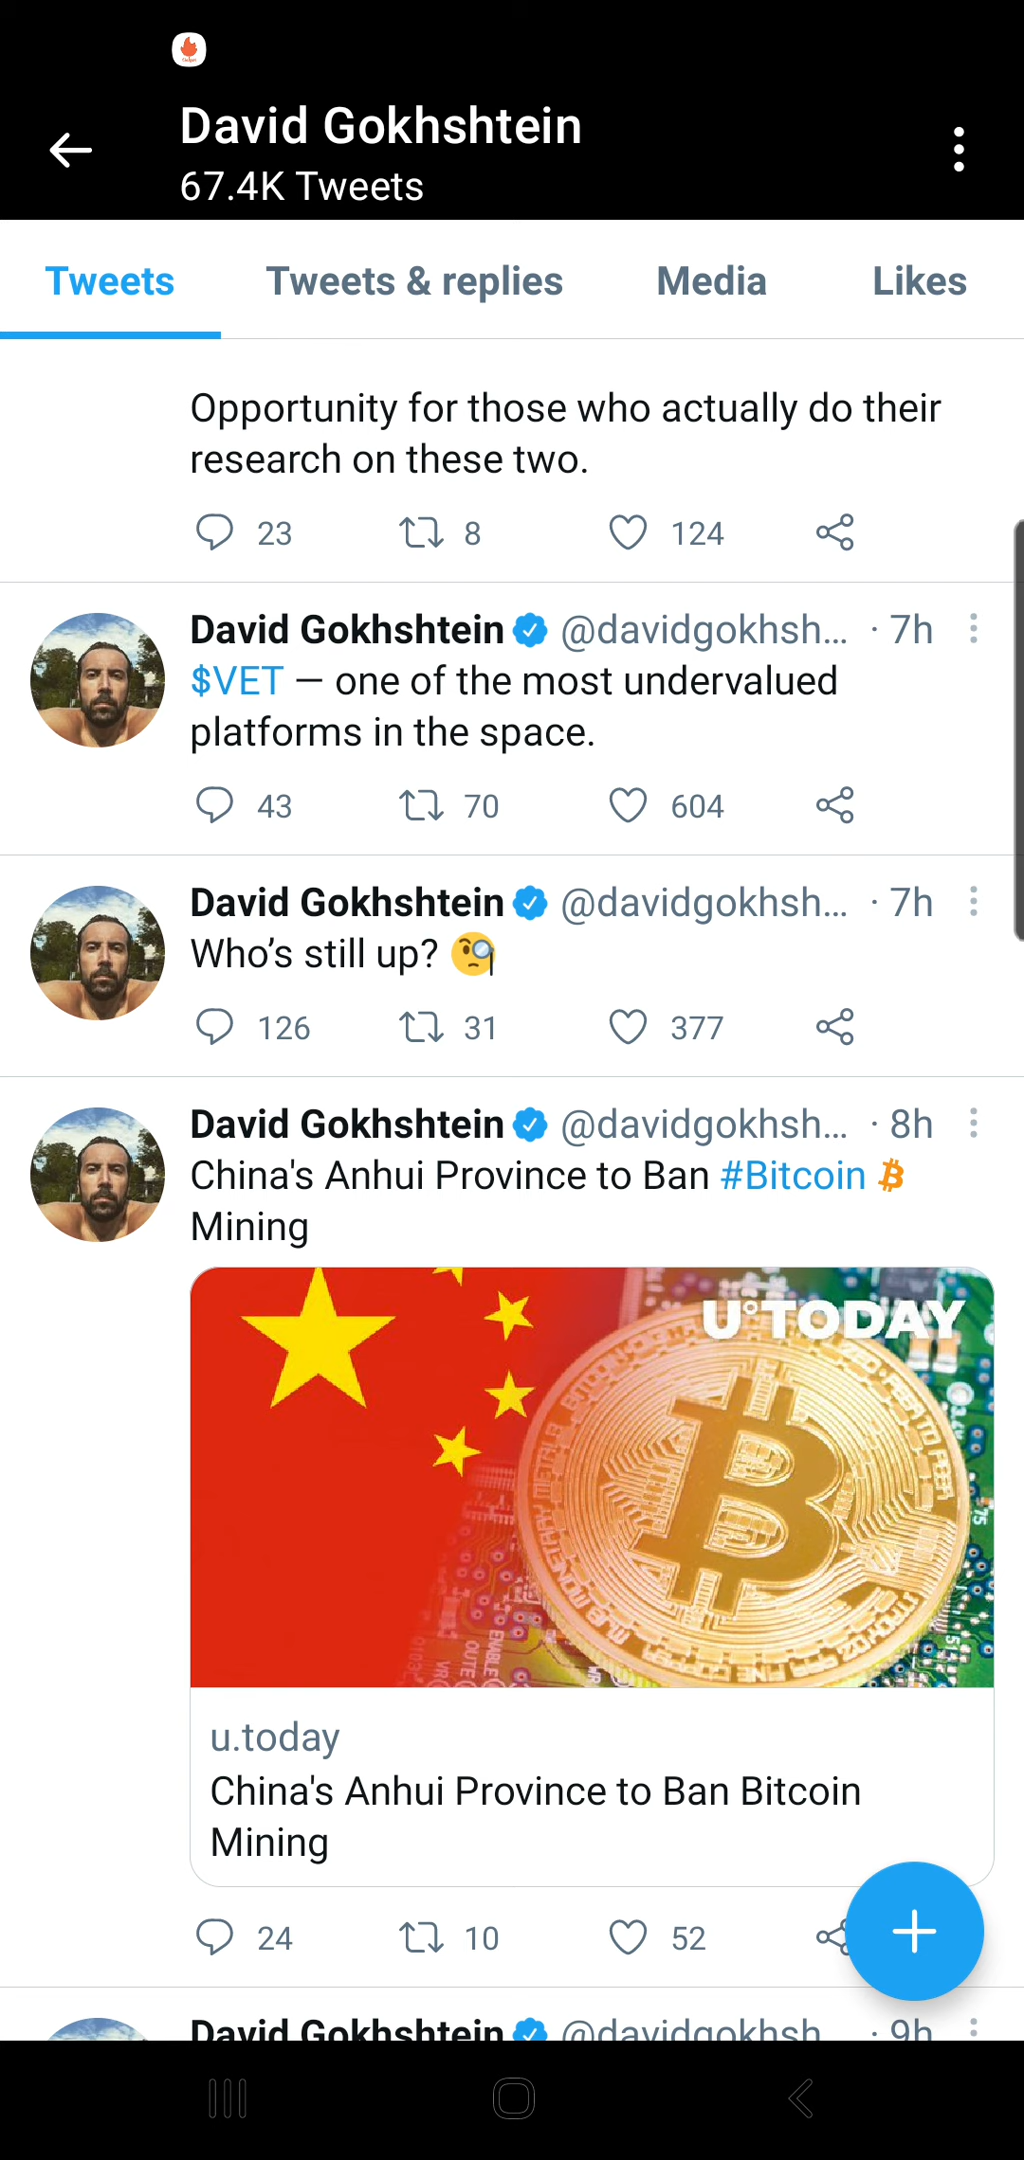 David Gokhshtein
67.4K Tweets
Tweets Tweets & replies Media Likes
Opportunity for those who actually do their
research on these two.
23 8 124
David Gokhshtein @davidgokhsh... · 7h
$VET — one of the most undervalued
platforms in the space.
43 70 604
David Gokhshtein @davidgokhsh... · 7h
Who's still up? 🧐
126 31 377
David Gokhshtein @davidgokhsh... · 8h
China's Anhui Province to Ban #Bitcoin
Mining
U°TODAY
u.today
China's Anhui Province to Ban Bitcoin
Mining
24 10 52
David Gokhshtein @davidgokhsh... · 9h